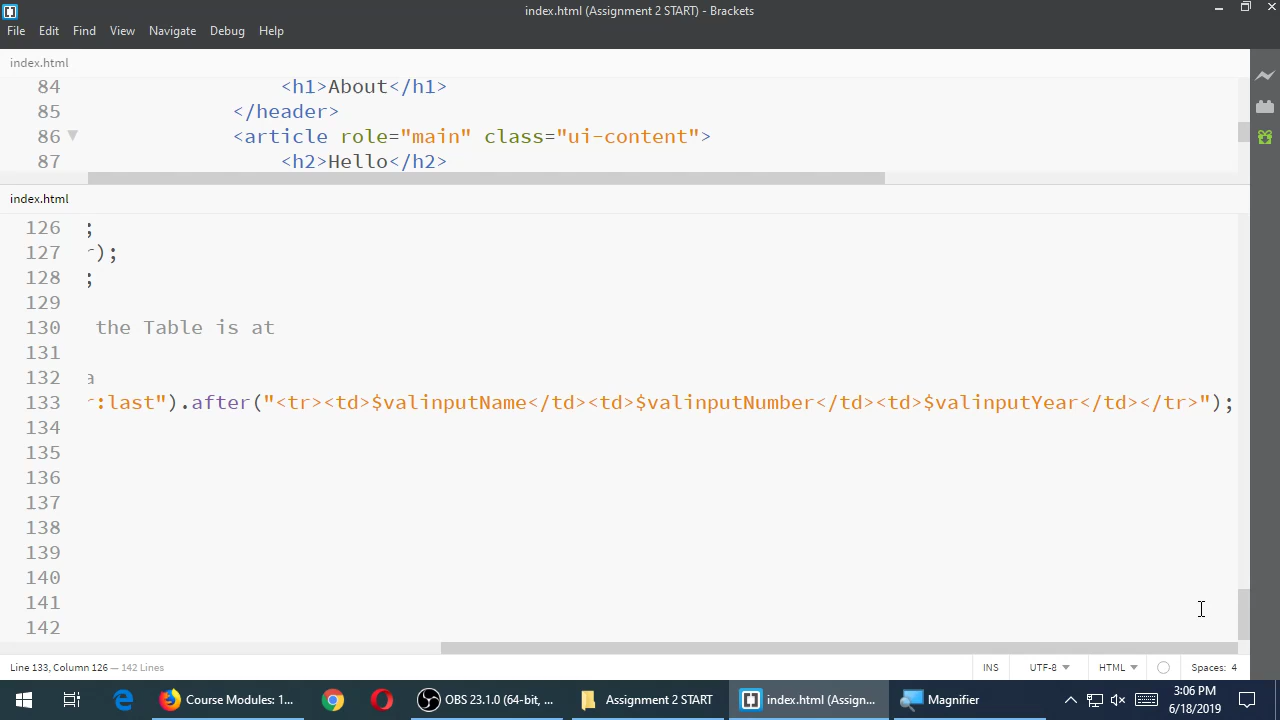 index.html (Assignment 2 START) - Brackets
File Edit Find View Navigate Debug Help
index.html
84 <h1>About</h1>
85 </header>
86 <article role="main" class="ui-content">
87 <h2>Hello</h2>
index.html
126 ;
127 );
128 ;
129
130 the Table is at
131
132 a
133 :last").after("<tr><td>$valinputName</td><td>$valinputNumber</td><td>$valinputYear</td></tr>");
134
135
136
137
138
139
140
141
142
Line 133, Column 126 — 142 Lines INS UTF-8 HTML Spaces: 4
Course Modules: 1... OBS 23.1.0 (64-bit, ... Assignment 2 START index.html (Assign... Magnifier 3:06 PM
6/18/2019